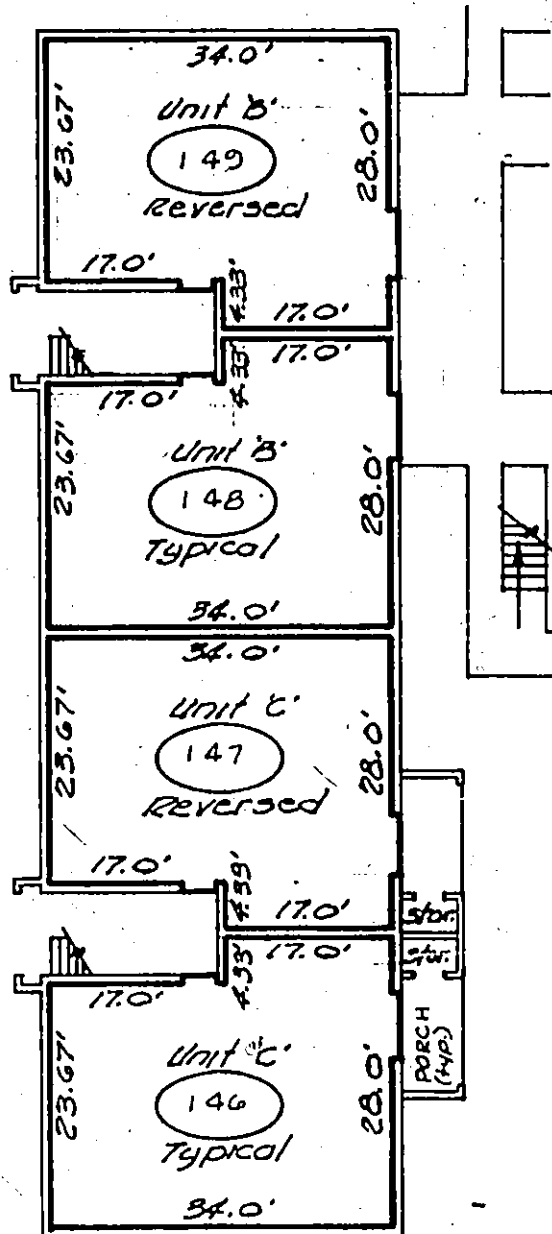 34.0'
Unit 'B'
23.67'
149
28.0'
Reversed
17.0'
4.33'
17.0'
17.0'
4.33'
17.0'
Unit 'B'
23.67'
148
28.0'
Typical
34.0'
34.0'
Unit 'C'
23.67'
147
28.0'
Reversed
17.0'
4.33'
17.0'
Stor.
17.0'
Stor.
4.33'
17.0'
PORCH
(typ.)
Unit 'C'
23.67'
146
28.0'
Typical
34.0'